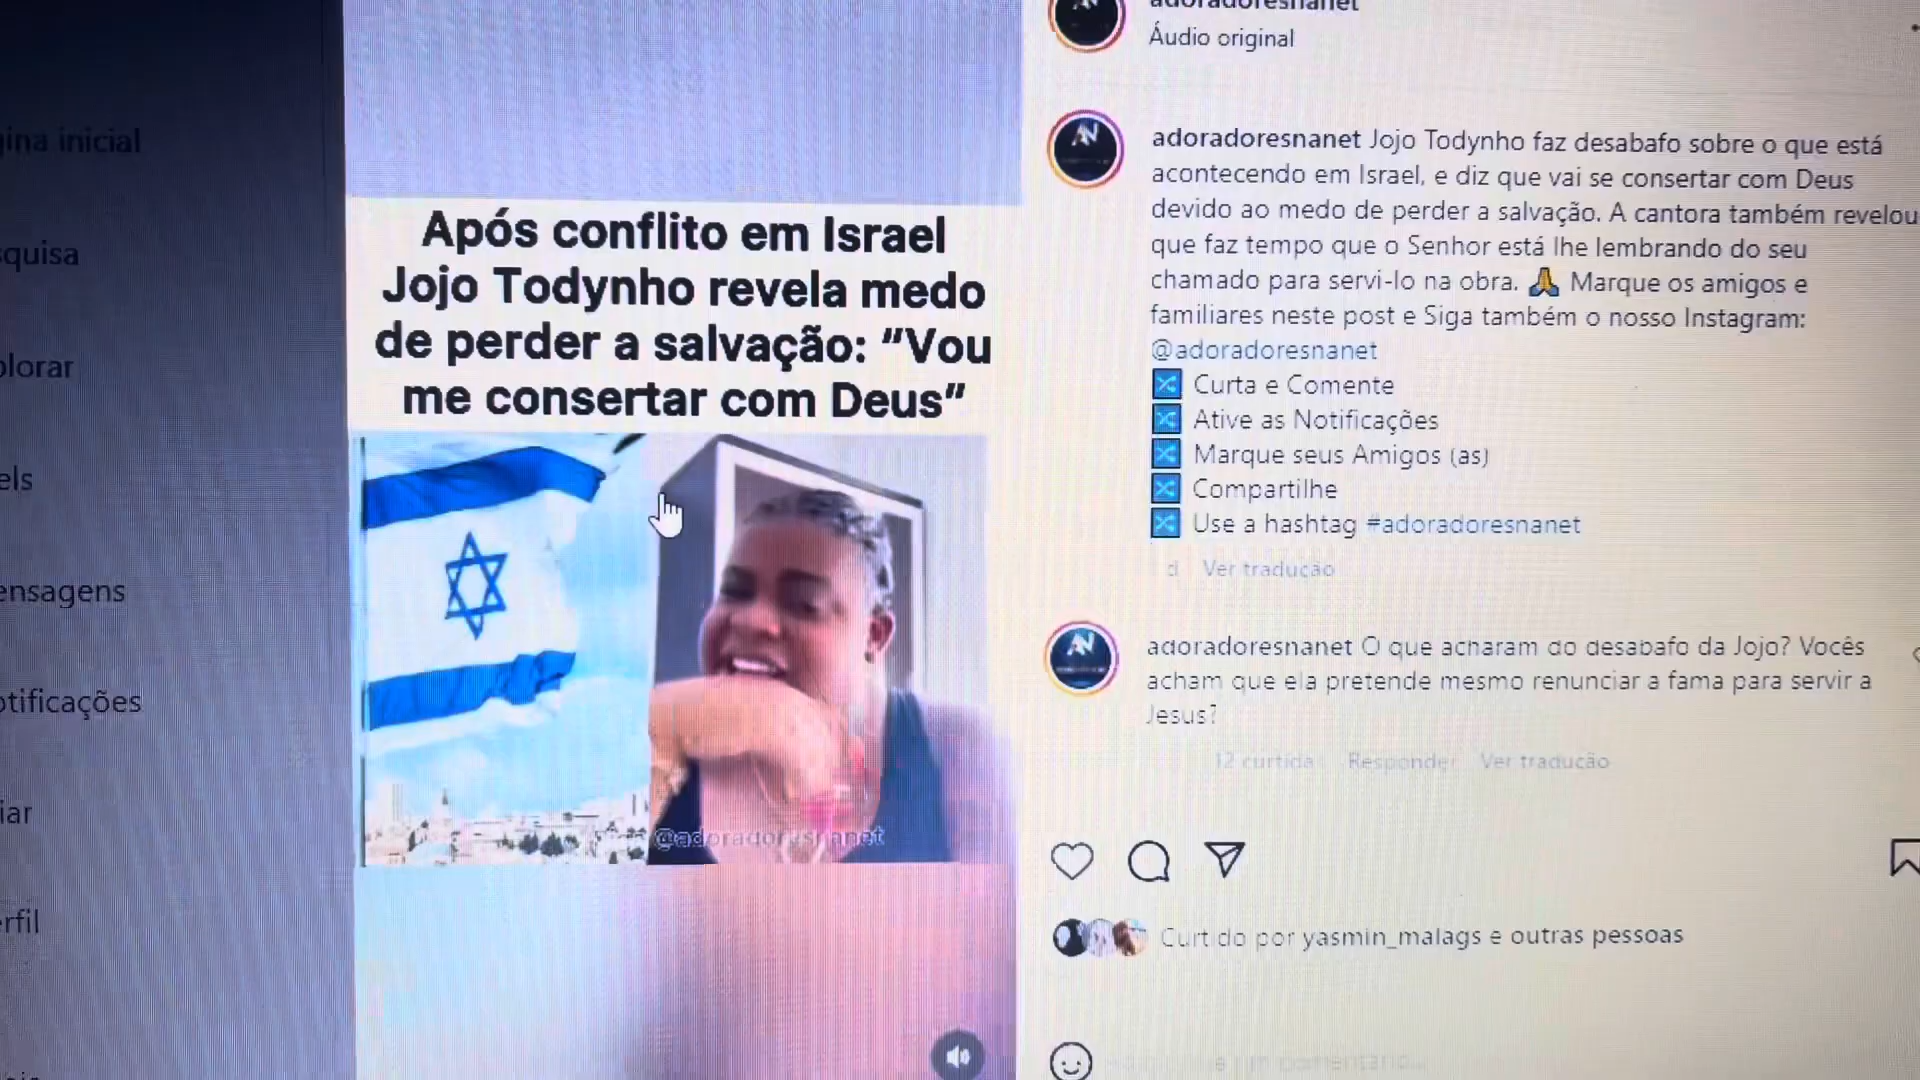 Áudio original
ina inicial
quisa
plorar
els
ensagens
otificações
iar
erfil
Após conflito em Israel
Jojo Todynho revela medo
de perder a salvação: “Vou
me consertar com Deus”
@adoradoresnanet
adoradoresnanet Jojo Todynho faz desabafo sobre o que está
acontecendo em Israel, e diz que vai se consertar com Deus
devido ao medo de perder a salvação. A cantora também revelou
que faz tempo que o Senhor está lhe lembrando do seu
chamado para servi-lo na obra. 🙏 Marque os amigos e
familiares neste post e Siga também o nosso Instagram:
@adoradoresnanet
🔀 Curta e Comente
🔀 Ative as Notificações
🔀 Marque seus Amigos (as)
🔀 Compartilhe
🔀 Use a hashtag #adoradoresnanet
d Ver tradução
adoradoresnanet O que acharam do desabafo da Jojo? Vocês
acham que ela pretende mesmo renunciar a fama para servir a
Jesus?
12 curtida Responder Ver tradução
Curtido por yasmin_malags e outras pessoas